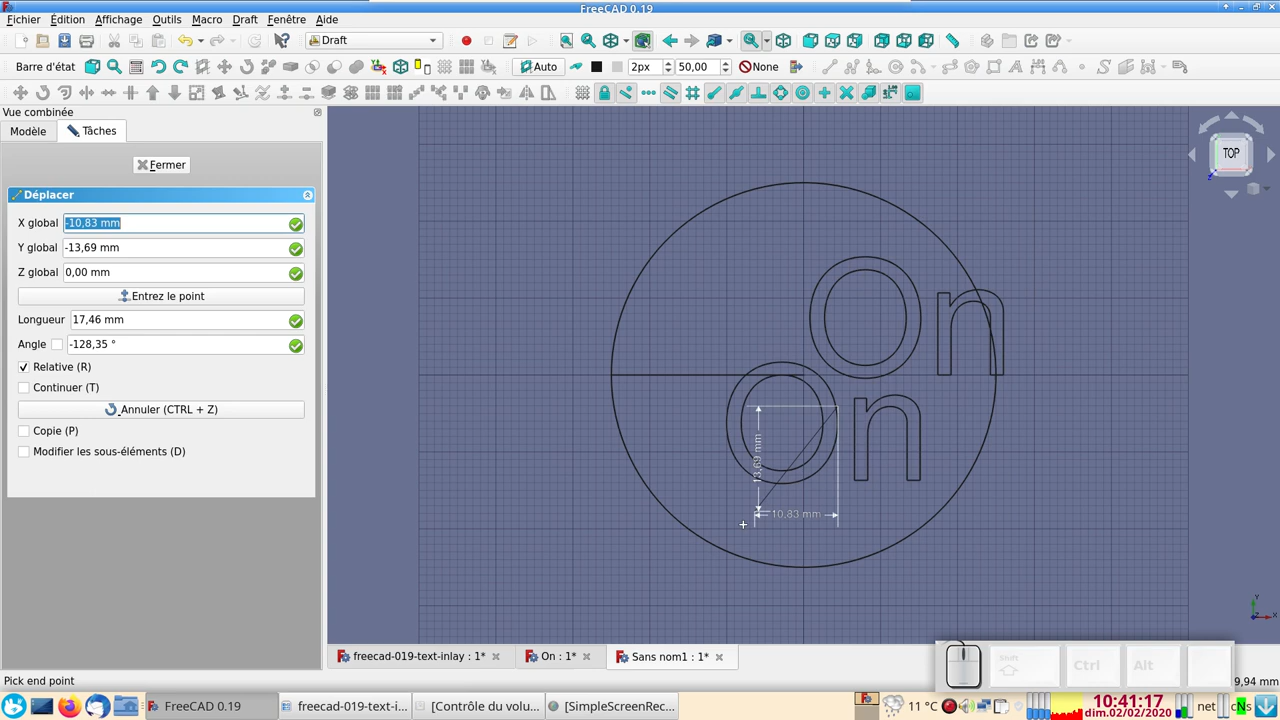 FreeCAD 0.19
Fichier Édition Affichage Outils Macro Draft Fenêtre Aide
Draft
Barre d'état
Auto
2px
50,00
None
Vue combinée
Modèle
Tâches
Fermer
Déplacer
X global -10,83 mm
Y global -13,69 mm
Z global 0,00 mm
Entrez le point
Longueur 17,46 mm
Angle -128,35 °
Relative (R)
Continuer (T)
Annuler (CTRL + Z)
Copie (P)
Modifier les sous-éléments (D)
TOP
On
On
13,69 mm
10,83 mm
Y
X
freecad-019-text-inlay : 1*
On : 1*
Sans nom1 : 1*
Shift
Ctrl
Alt
Pick end point
9,94 mm
FreeCAD 0.19
freecad-019-text-i...
[Contrôle du volu...
[SimpleScreenRec...
11 °C
net
10:41:17
dim.02/02/2020